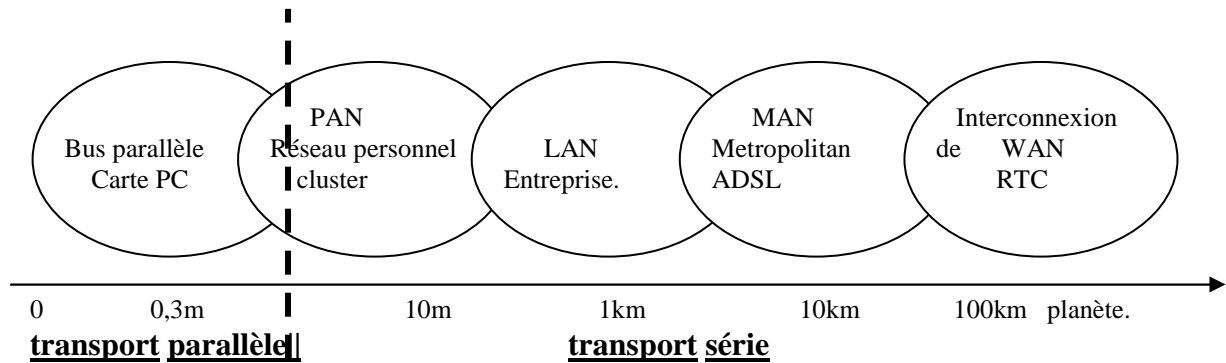 PAN
Réseau personnel
cluster
Bus parallèle
Carte PC
LAN
Entreprise.
MAN
Metropolitan
ADSL
Interconnexion
de WAN
RTC
0 0,3m 10m 1km 10km 100km planète.
transport parallèle|| transport série